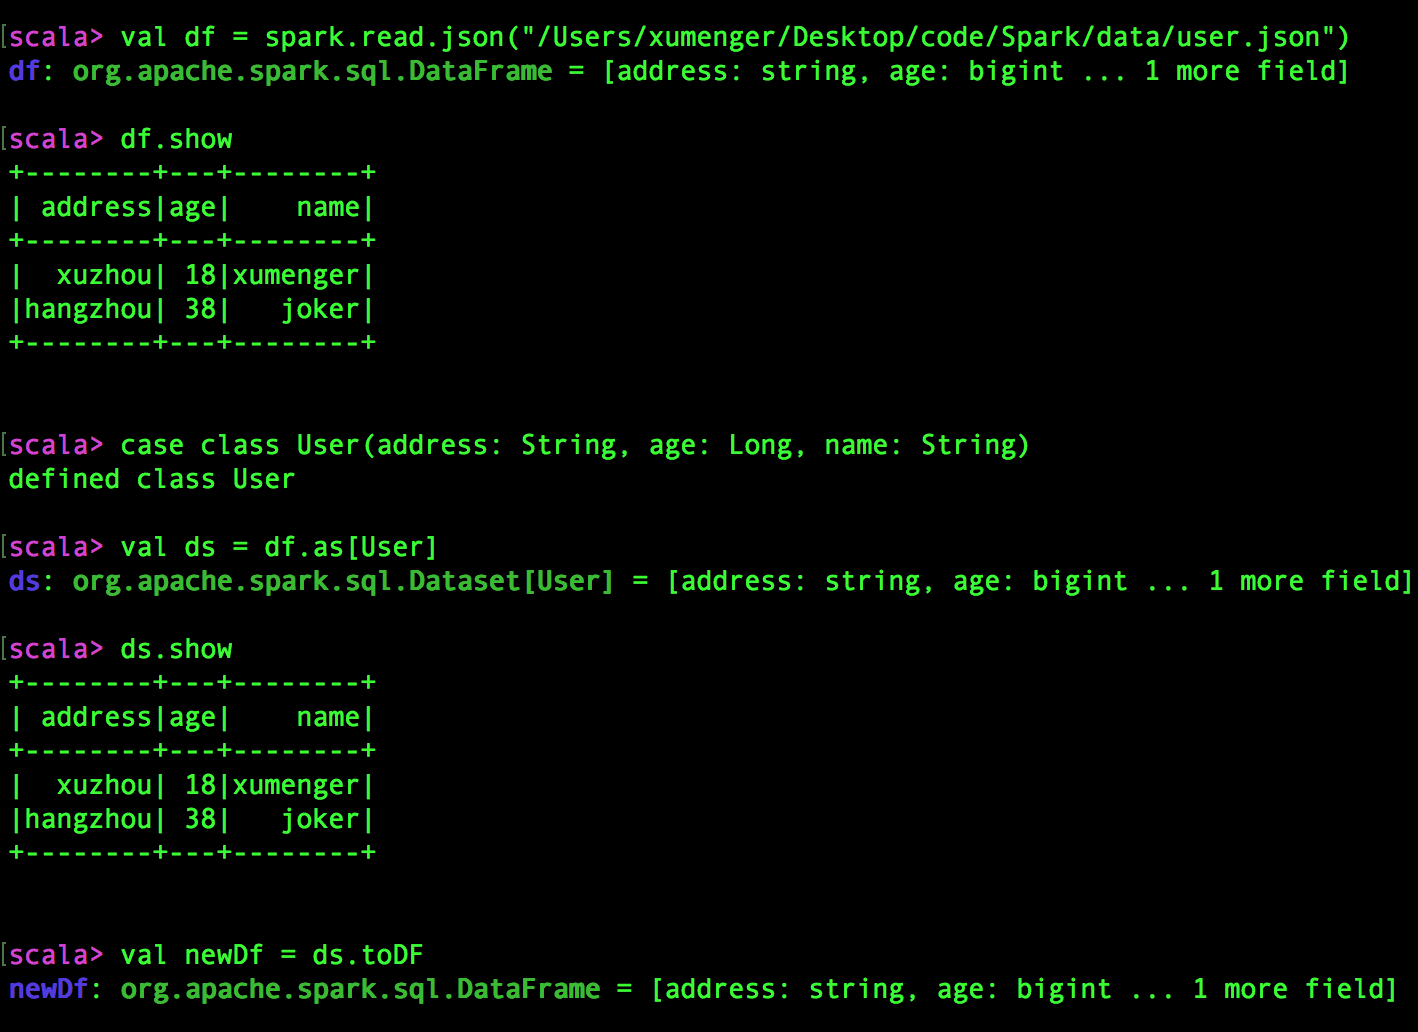 [scala> val df = spark.read.json("/Users/xumenger/Desktop/code/Spark/data/user.json")
df: org.apache.spark.sql.DataFrame = [address: string, age: bigint ... 1 more field]
[scala> df.show
+--------+---+--------+
| address|age|    name|
+--------+---+--------+
|  xuzhou| 18|xumenger|
|hangzhou| 38|   joker|
+--------+---+--------+
[scala> case class User(address: String, age: Long, name: String)
defined class User
[scala> val ds = df.as[User]
ds: org.apache.spark.sql.Dataset[User] = [address: string, age: bigint ... 1 more field]
[scala> ds.show
+--------+---+--------+
| address|age|    name|
+--------+---+--------+
|  xuzhou| 18|xumenger|
|hangzhou| 38|   joker|
+--------+---+--------+
[scala> val newDf = ds.toDF
newDf: org.apache.spark.sql.DataFrame = [address: string, age: bigint ... 1 more field]